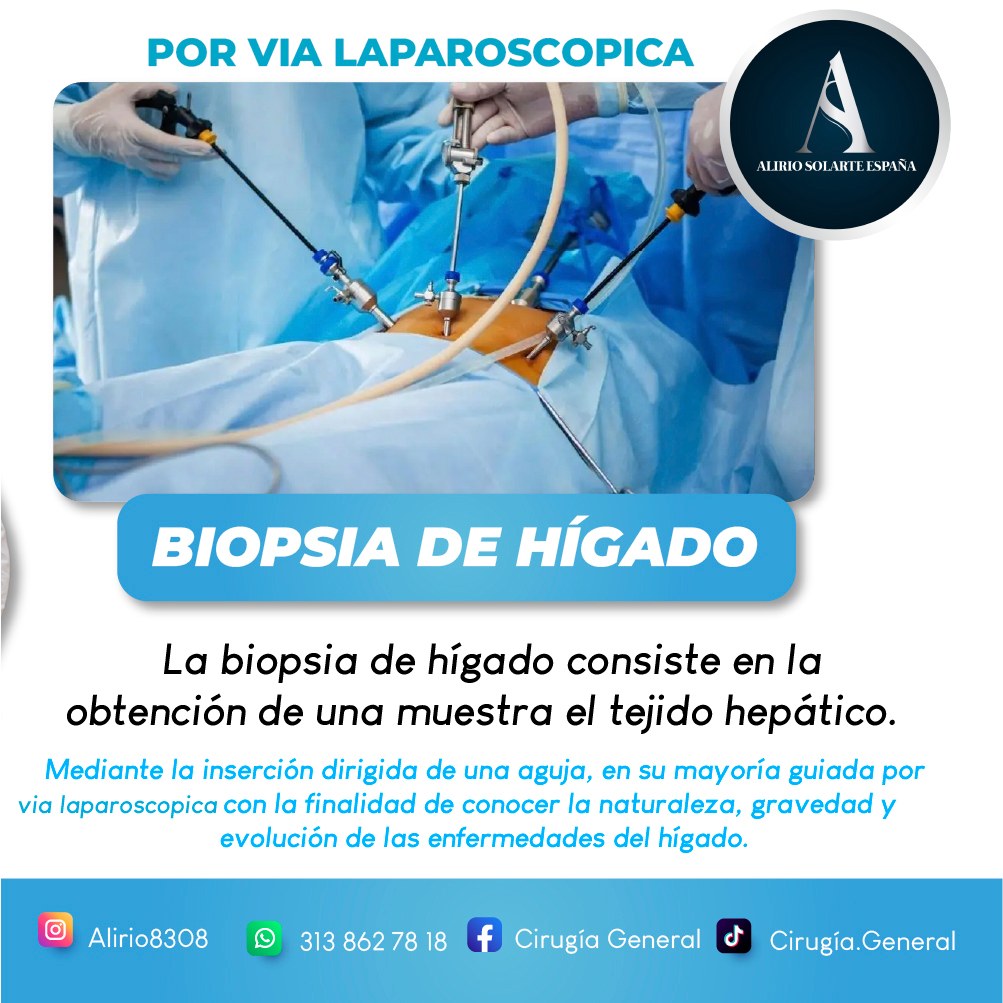 POR VIA LAPAROSCOPICA
ALIRIO SOLARTE ESPAÑA
BIOPSIA DE HÍGADO
La biopsia de hígado consiste en la
obtención de una muestra el tejido hepático.
Mediante la inserción dirigida de una aguja, en su mayoría guiada por
via laparoscopica con la finalidad de conocer la naturaleza, gravedad y
evolución de las enfermedades del hígado.
Alirio8308
313 862 78 18
Cirugía General
Cirugía.General